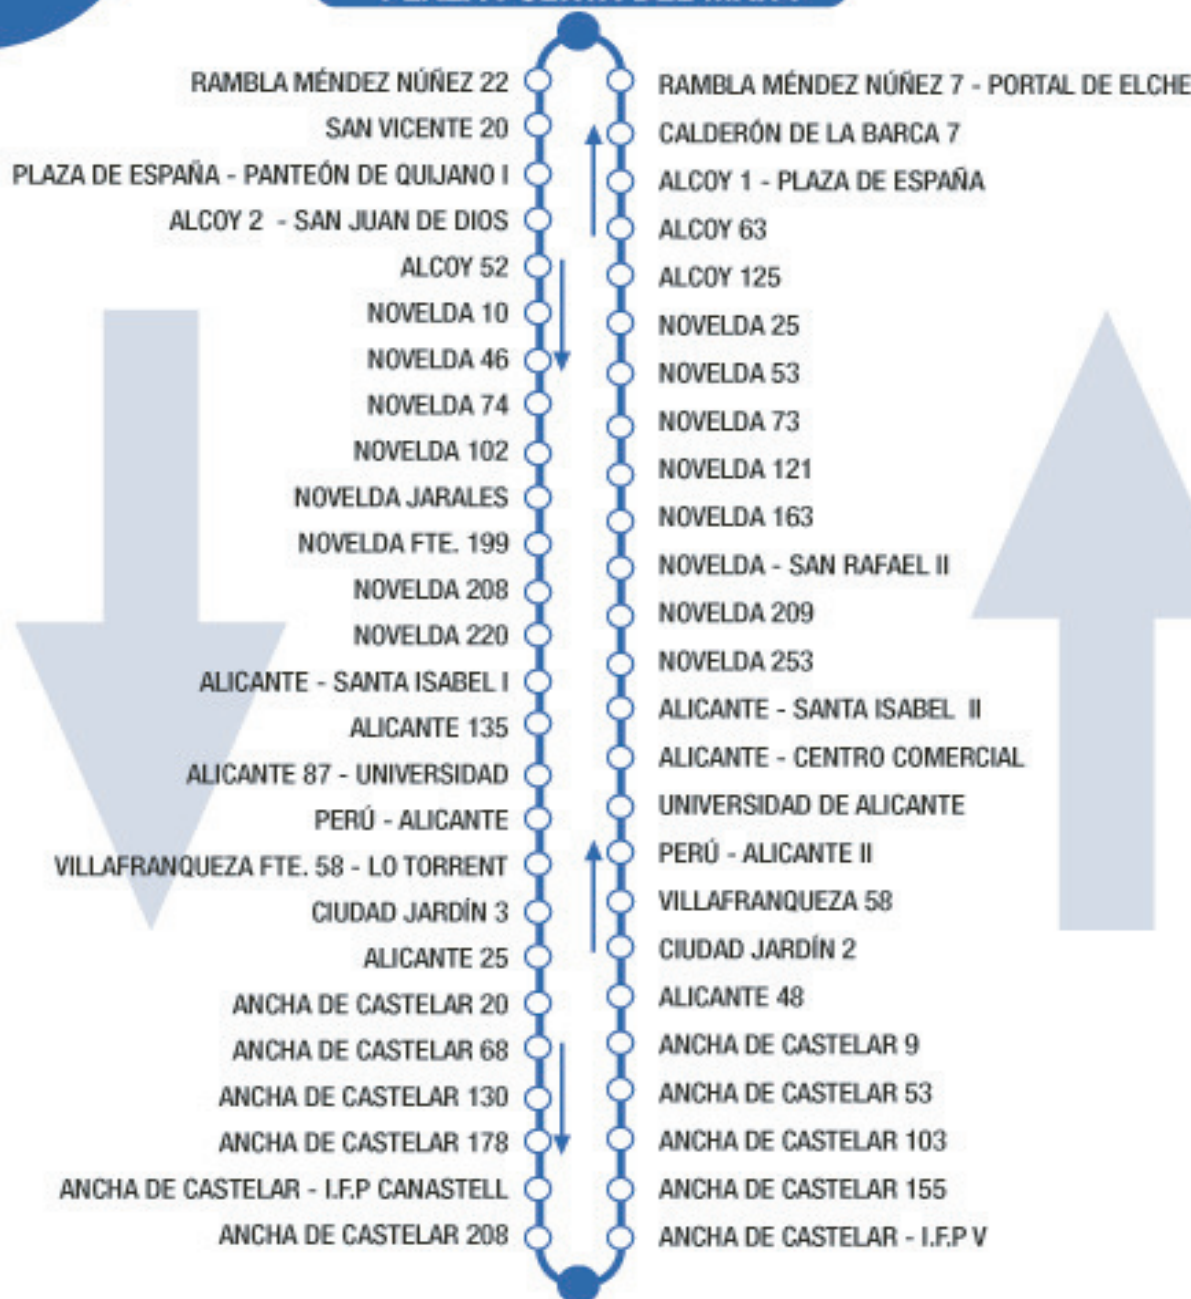 RAMBLA MÉNDEZ NÚÑEZ 22
SAN VICENTE 20
PLAZA DE ESPAÑA - PANTEÓN DE QUIJANO I
ALCOY 2 - SAN JUAN DE DIOS
ALCOY 52
NOVELDA 10
NOVELDA 46
NOVELDA 74
NOVELDA 102
NOVELDA JARALES
NOVELDA FTE. 199
NOVELDA 208
NOVELDA 220
ALICANTE - SANTA ISABEL I
ALICANTE 135
ALICANTE 87 - UNIVERSIDAD
PERÚ - ALICANTE
VILLAFRANQUEZA FTE. 58 - LO TORRENT
CIUDAD JARDÍN 3
ALICANTE 25
ANCHA DE CASTELAR 20
ANCHA DE CASTELAR 68
ANCHA DE CASTELAR 130
ANCHA DE CASTELAR 178
ANCHA DE CASTELAR - I.F.P CANASTELL
ANCHA DE CASTELAR 208
RAMBLA MÉNDEZ NÚÑEZ 7 - PORTAL DE ELCHE
CALDERÓN DE LA BARCA 7
ALCOY 1 - PLAZA DE ESPAÑA
ALCOY 63
ALCOY 125
NOVELDA 25
NOVELDA 53
NOVELDA 73
NOVELDA 121
NOVELDA 163
NOVELDA - SAN RAFAEL II
NOVELDA 209
NOVELDA 253
ALICANTE - SANTA ISABEL II
ALICANTE - CENTRO COMERCIAL
UNIVERSIDAD DE ALICANTE
PERÚ - ALICANTE II
VILLAFRANQUEZA 58
CIUDAD JARDÍN 2
ALICANTE 48
ANCHA DE CASTELAR 9
ANCHA DE CASTELAR 53
ANCHA DE CASTELAR 103
ANCHA DE CASTELAR 155
ANCHA DE CASTELAR - I.F.P V